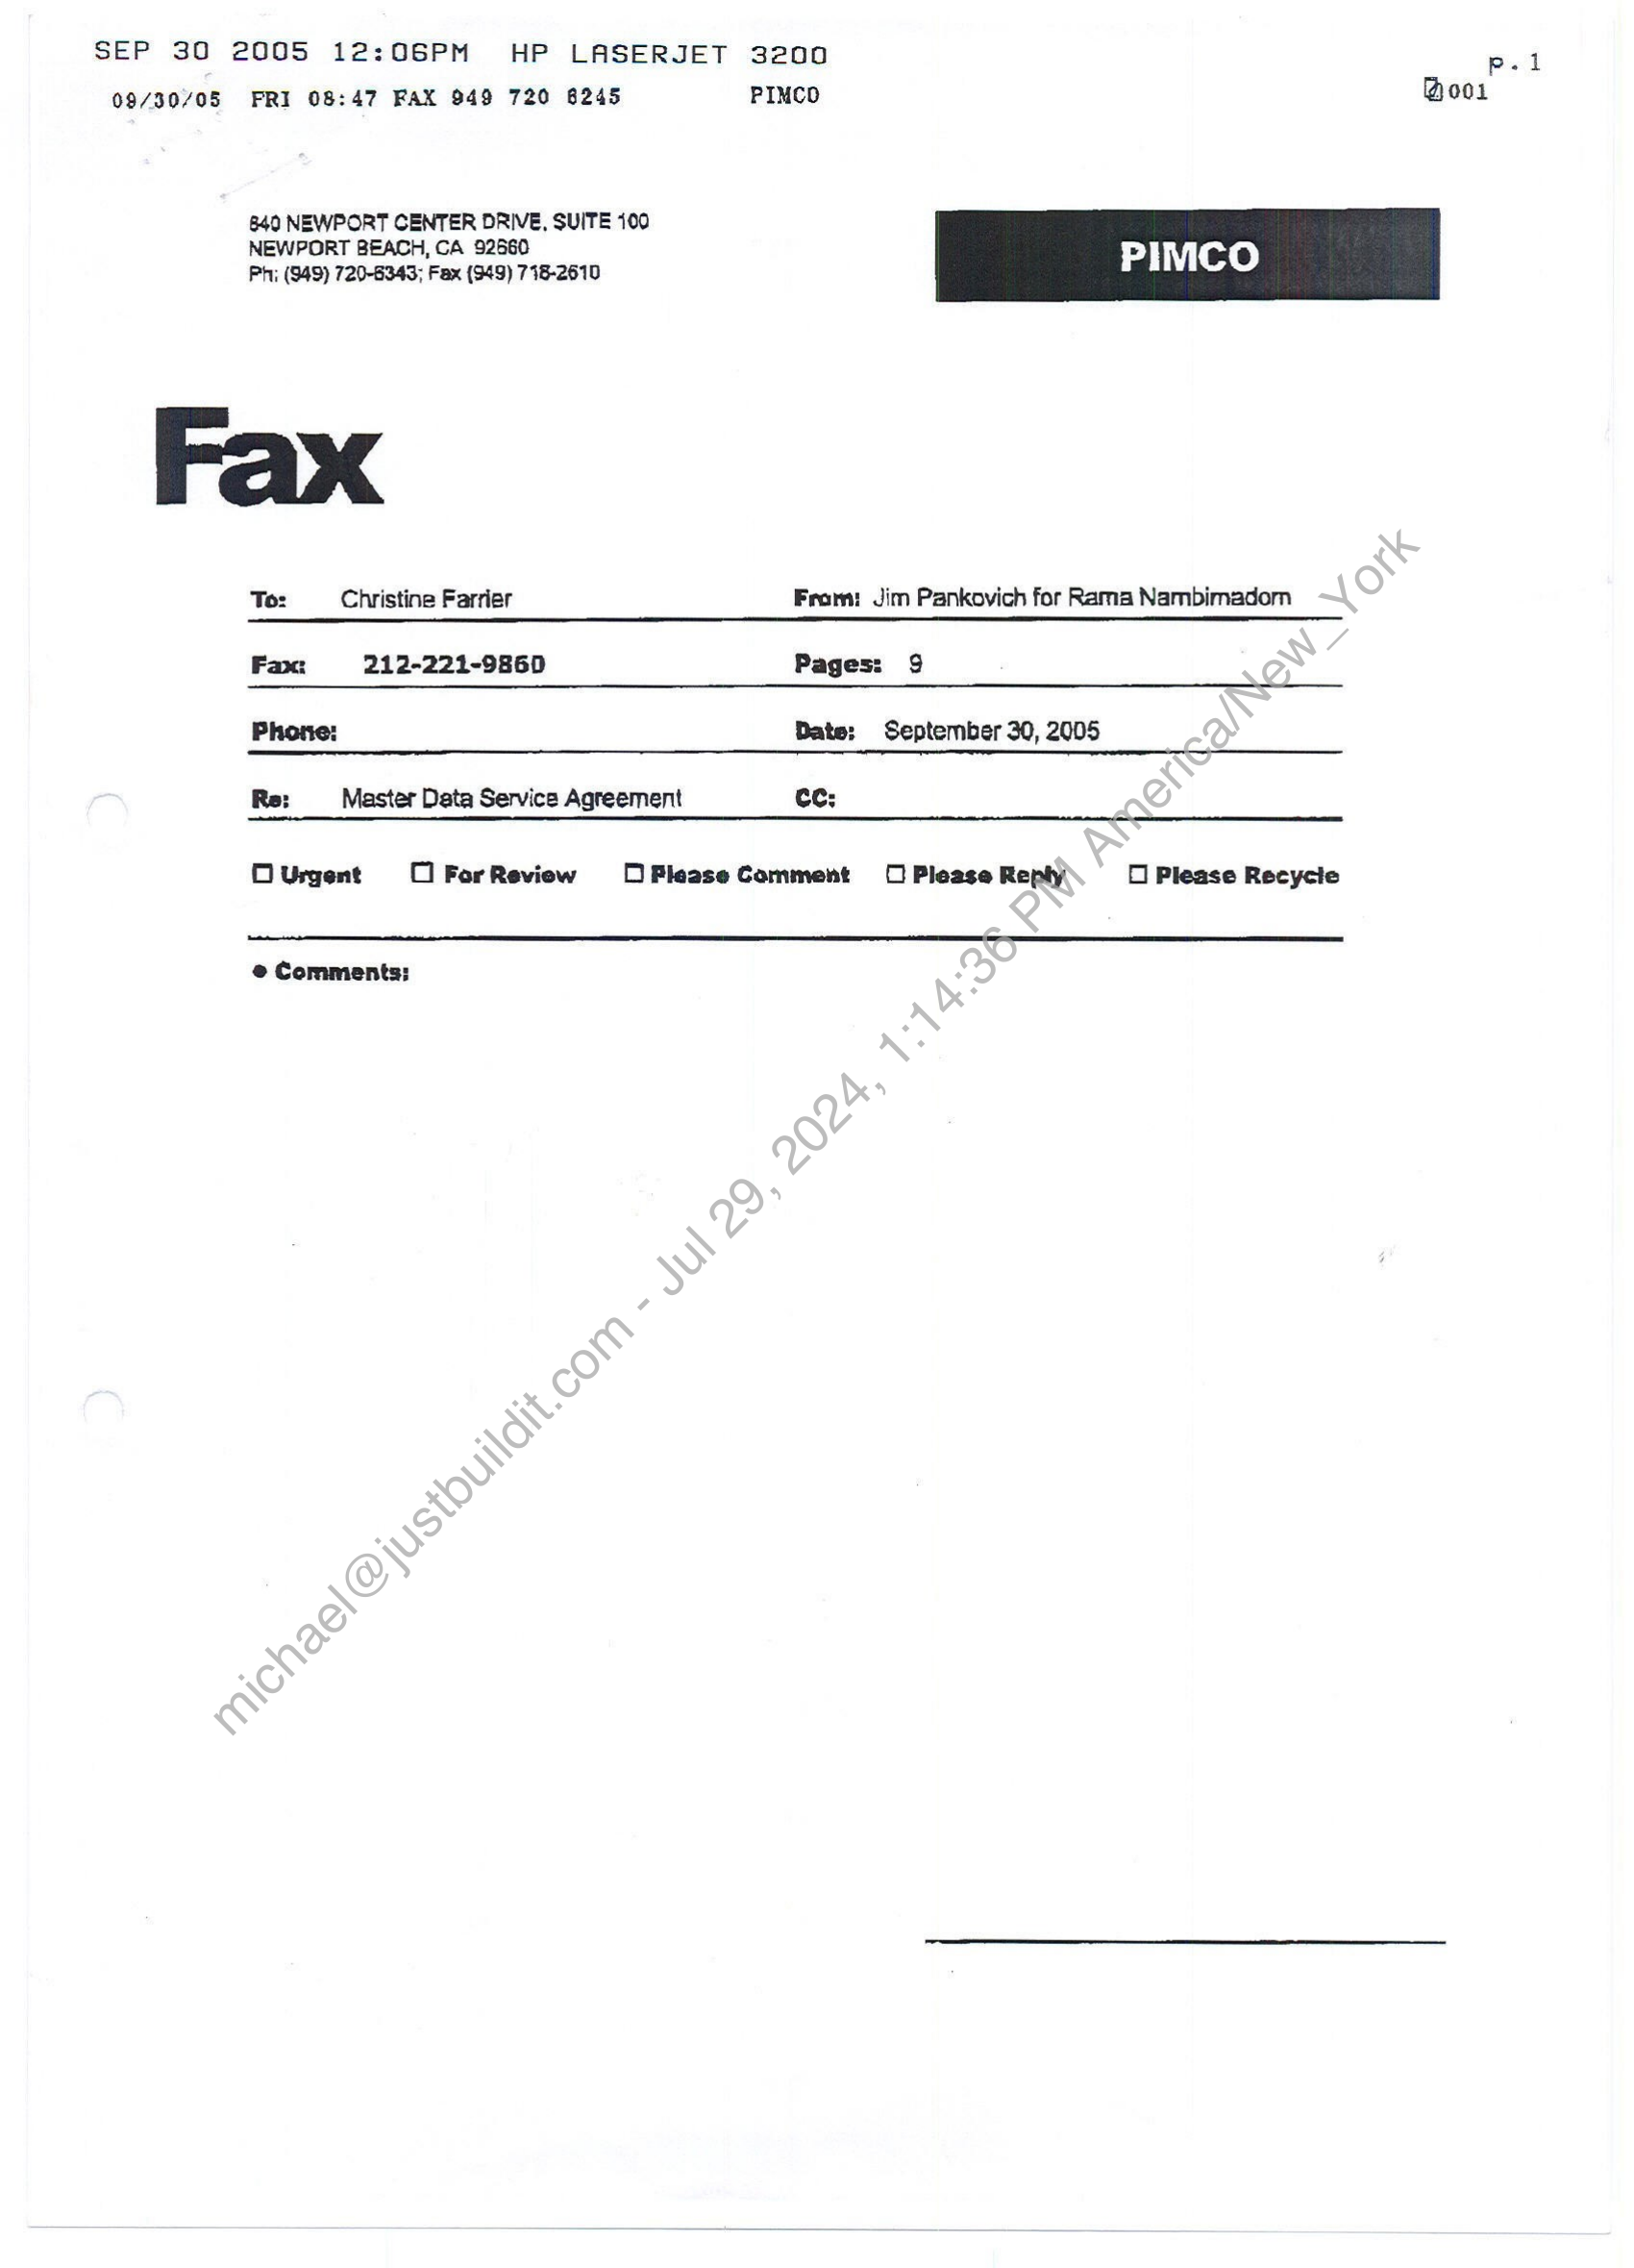 SEP 30 2005 12:06PM HP LASERJET 3200 p.1
09/30/05 FRI 08:47 FAX 949 720 6245 PIMCO 001
840 NEWPORT CENTER DRIVE, SUITE 100
NEWPORT BEACH, CA 92660
Ph: (949) 720-6343; Fax (949) 718-2610
PIMCO
Fax
To: Christine Farrier From: Jim Pankovich for Rama Nambimadom
Fax: 212-221-9860 Pages: 9
Phone: Date: September 30, 2005
Re: Master Data Service Agreement CC:
☐ Urgent ☐ For Review ☐ Please Comment ☐ Please Reply ☐ Please Recycle
● Comments:
michael@justbuildit.com - Jul 29, 2024, 1:14:36 PM America/New_York